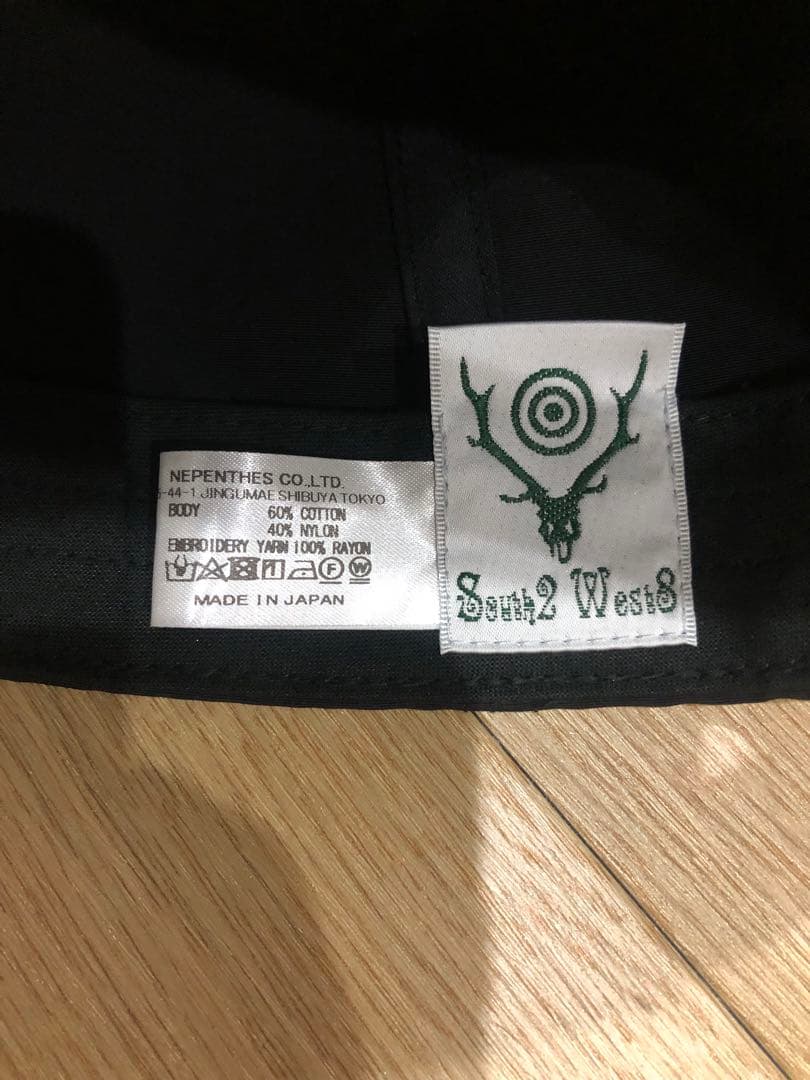 NEPENTHES CO.,LTD.
-44-1 JINGUMAE SHIBUYA TOKYO
BODY 60% COTTON
40% NYLON
EMBROIDERY YARN 100% RAYON
F W
MADE IN JAPAN
South2 West8